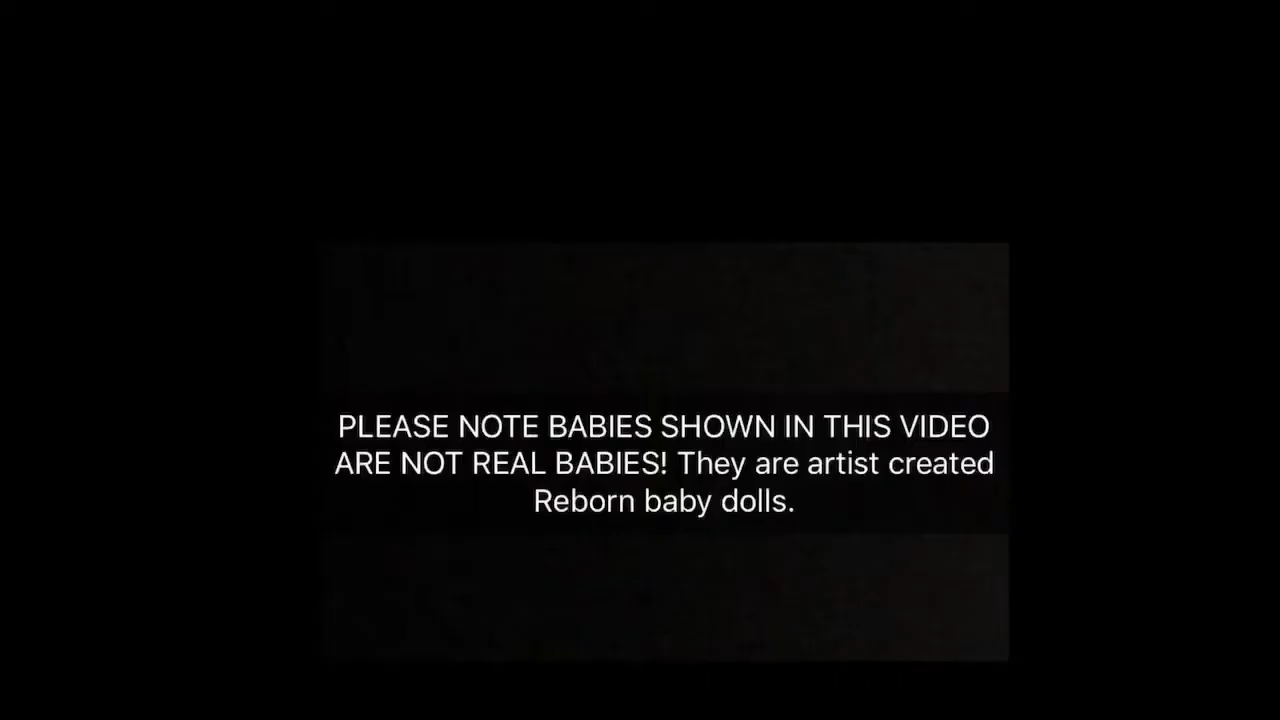 PLEASE NOTE BABIES SHOWN IN THIS VIDEO
ARE NOT REAL BABIES! They are artist created
Reborn baby dolls.